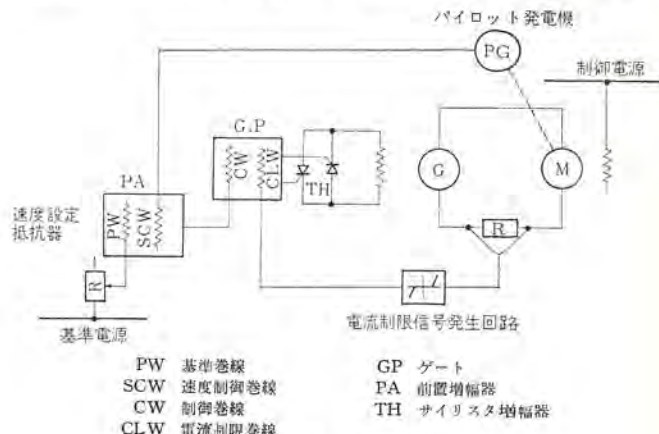 パイロット発電機
PG
制御電源
G.P
CW
CLW
TH
G
M
PA
速度設定
抵抗器
PW
SCW
R
R
基準電源
電流制限信号発生回路
PW 基準巻線
SCW 速度制御巻線
CW 制御巻線
CLW 電流制限巻線
GP ゲート
PA 前置増幅器
TH サイリスタ増幅器